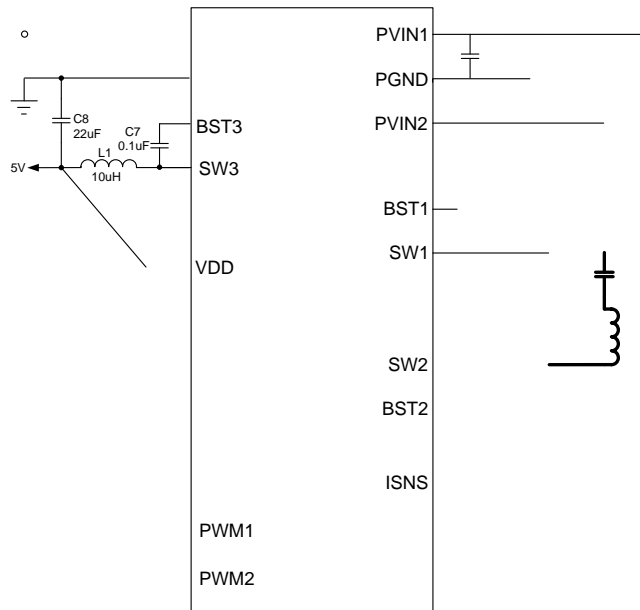 PVIN1
PGND
C8
22uF
C7
0.1uF
BST3
PVIN2
L1
10uH
5V
SW3
BST1
SW1
VDD
SW2
BST2
ISNS
PWM1
PWM2